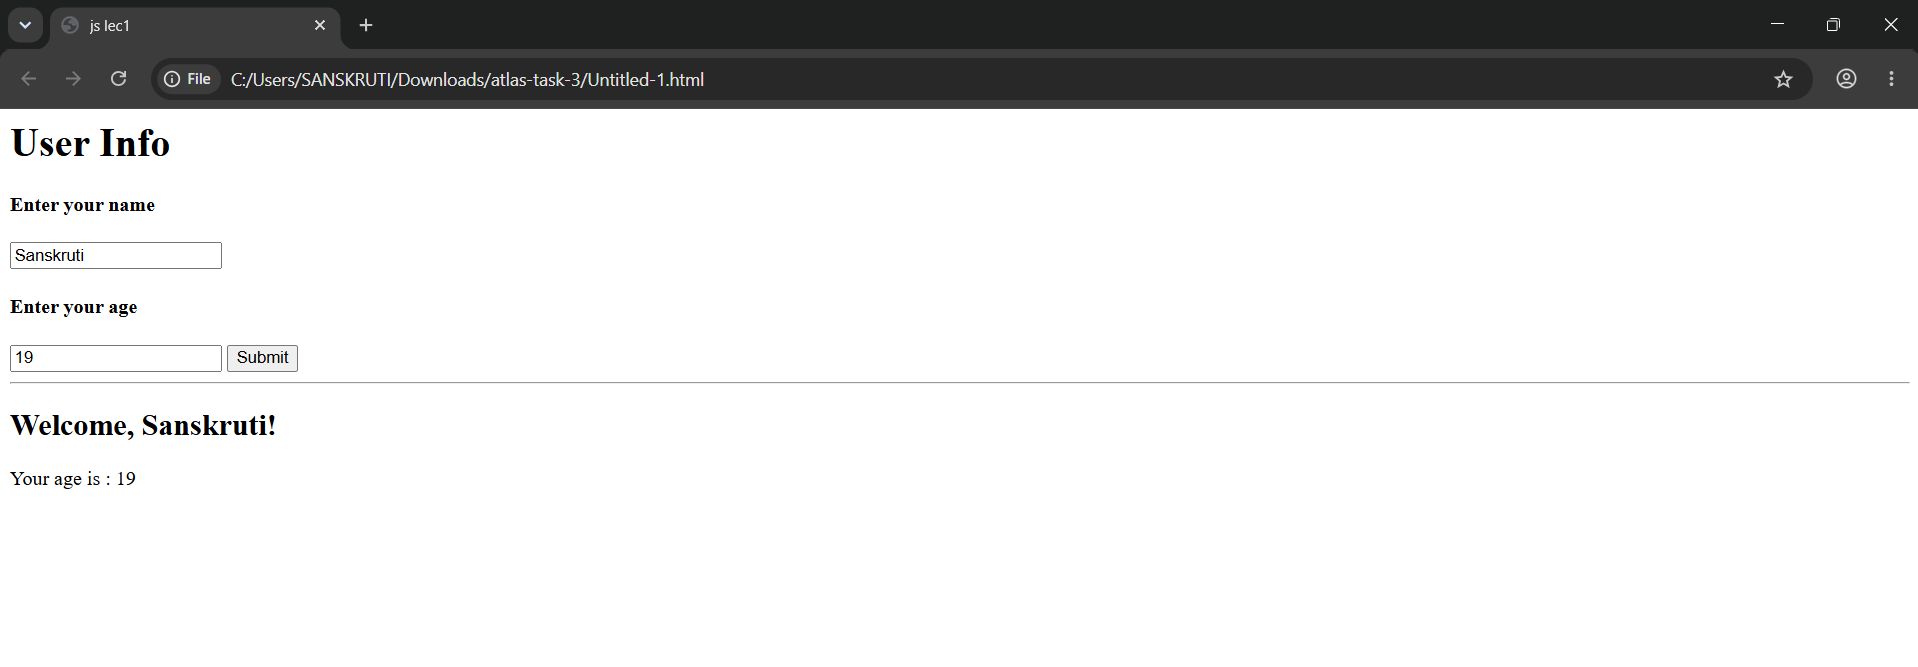 js lec1
File C:/Users/SANSKRUTI/Downloads/atlas-task-3/Untitled-1.html
User Info
Enter your name
Sanskruti
Enter your age
19 Submit
Welcome, Sanskruti!
Your age is : 19